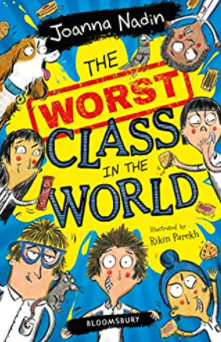 Joanna Nadin
THE
WORST
CLASS
IN THE
WORLD
Illustrated by
Rikin Parekh
BLOOMSBURY